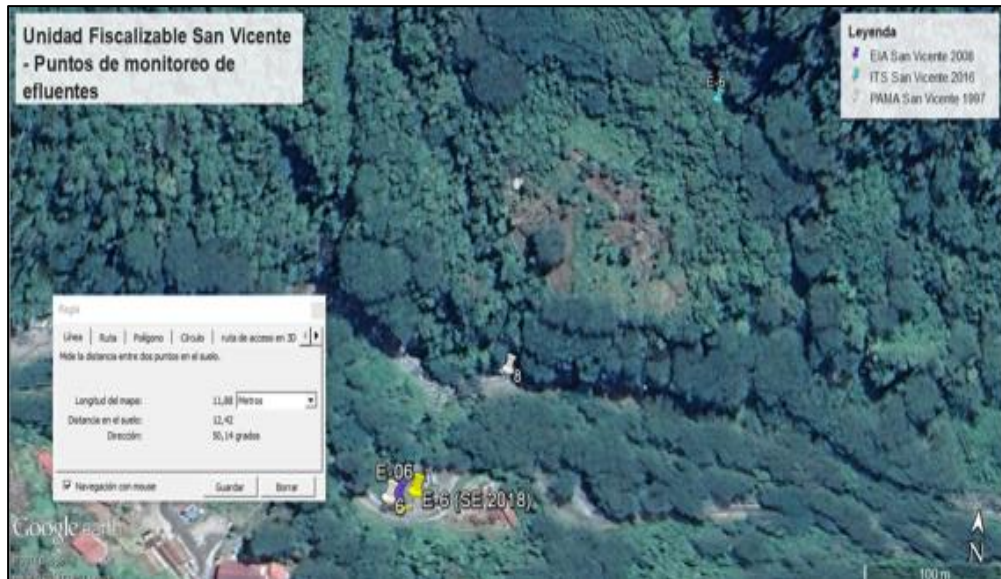 Unidad Fiscalizable San Vicente
- Puntos de monitoreo de
efluentes
Leyenda
EIA San Vicente 2008
ITS San Vicente 2016
PAMA San Vicente 1997
E-6
Regla
Línea | Ruta | Polígono | Círculo | ruta de acceso en 3D
Mide la distancia entre dos puntos en el suelo.
Longitud del mapa: 11,88 Metros
Distancia en el suelo: 12,42
Dirección: 50,14 grados
Navegación con mouse Guardar Borrar
8
E-06
6
E-6 (SE 2018)
Google Earth
N
100 m